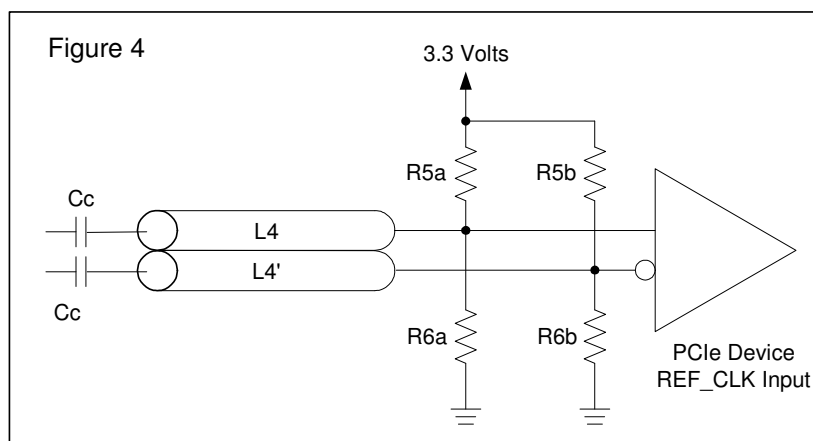 Figure 4
3.3 Volts
R5a
R5b
Cc
L4
L4'
Cc
R6a
R6b
PCIe Device
REF_CLK Input